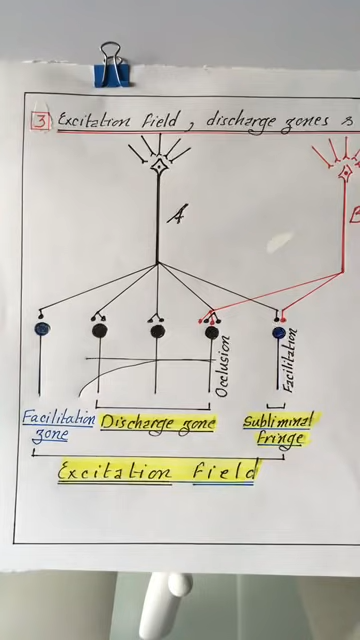 3 Excitation field, discharge zones &
A
B
Occlusion
Facilitation
Facilitation
zone
Discharge zone
Subliminal
fringe
Excitation field